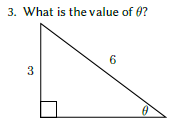 3. What is the value of θ?
6
3
θ